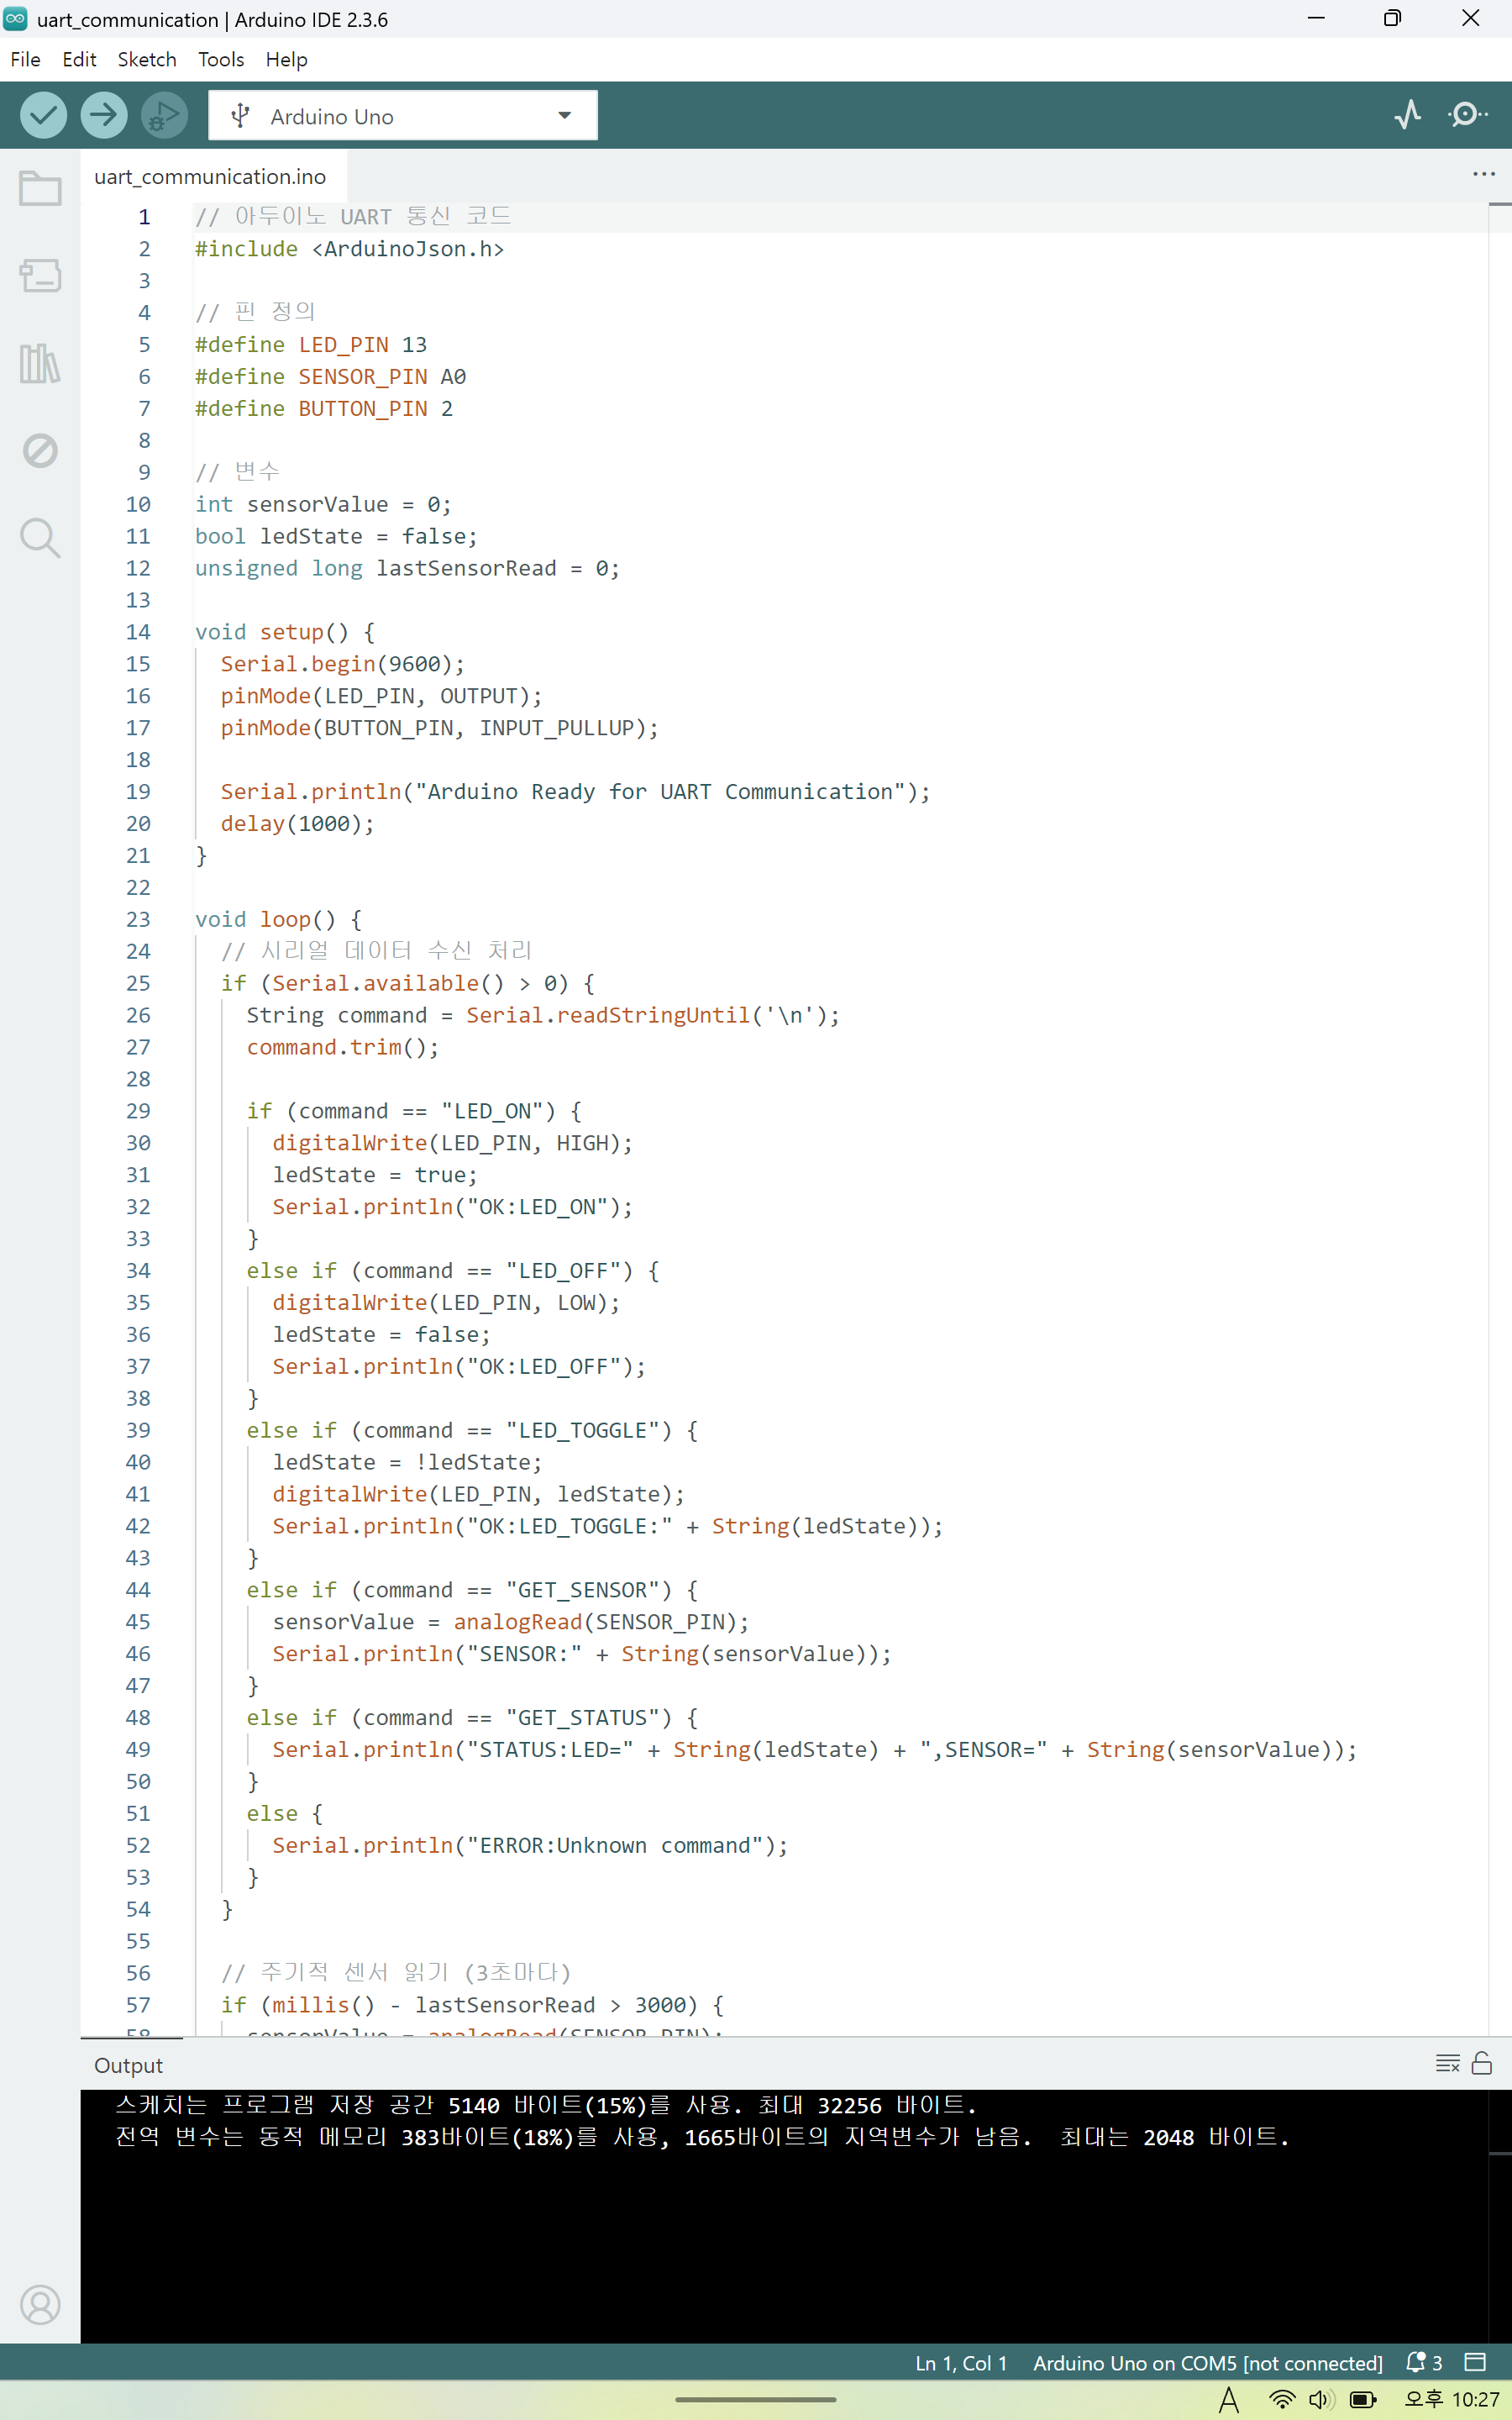 uart_communication | Arduino IDE 2.3.6
File Edit Sketch Tools Help
Arduino Uno
uart_communication.ino
1 // 아두이노 UART 통신 코드
2 #include <ArduinoJson.h>
3
4 // 핀 정의
5 #define LED_PIN 13
6 #define SENSOR_PIN A0
7 #define BUTTON_PIN 2
8
9 // 변수
10 int sensorValue = 0;
11 bool ledState = false;
12 unsigned long lastSensorRead = 0;
13
14 void setup() {
15   Serial.begin(9600);
16   pinMode(LED_PIN, OUTPUT);
17   pinMode(BUTTON_PIN, INPUT_PULLUP);
18
19   Serial.println("Arduino Ready for UART Communication");
20   delay(1000);
21 }
22
23 void loop() {
24   // 시리얼 데이터 수신 처리
25   if (Serial.available() > 0) {
26     String command = Serial.readStringUntil('\n');
27     command.trim();
28
29     if (command == "LED_ON") {
30       digitalWrite(LED_PIN, HIGH);
31       ledState = true;
32       Serial.println("OK:LED_ON");
33     }
34     else if (command == "LED_OFF") {
35       digitalWrite(LED_PIN, LOW);
36       ledState = false;
37       Serial.println("OK:LED_OFF");
38     }
39     else if (command == "LED_TOGGLE") {
40       ledState = !ledState;
41       digitalWrite(LED_PIN, ledState);
42       Serial.println("OK:LED_TOGGLE:" + String(ledState));
43     }
44     else if (command == "GET_SENSOR") {
45       sensorValue = analogRead(SENSOR_PIN);
46       Serial.println("SENSOR:" + String(sensorValue));
47     }
48     else if (command == "GET_STATUS") {
49       Serial.println("STATUS:LED=" + String(ledState) + ",SENSOR=" + String(sensorValue));
50     }
51     else {
52       Serial.println("ERROR:Unknown command");
53     }
54   }
55
56   // 주기적 센서 읽기 (3초마다)
57   if (millis() - lastSensorRead > 3000) {
58     sensorValue = analogRead(SENSOR_PIN);
Output
스케치는 프로그램 저장 공간 5140 바이트(15%)를 사용. 최대 32256 바이트.
전역 변수는 동적 메모리 383바이트(18%)를 사용, 1665바이트의 지역변수가 남음.  최대는 2048 바이트.
Ln 1, Col 1 Arduino Uno on COM5 [not connected] 3
A 오후 10:27